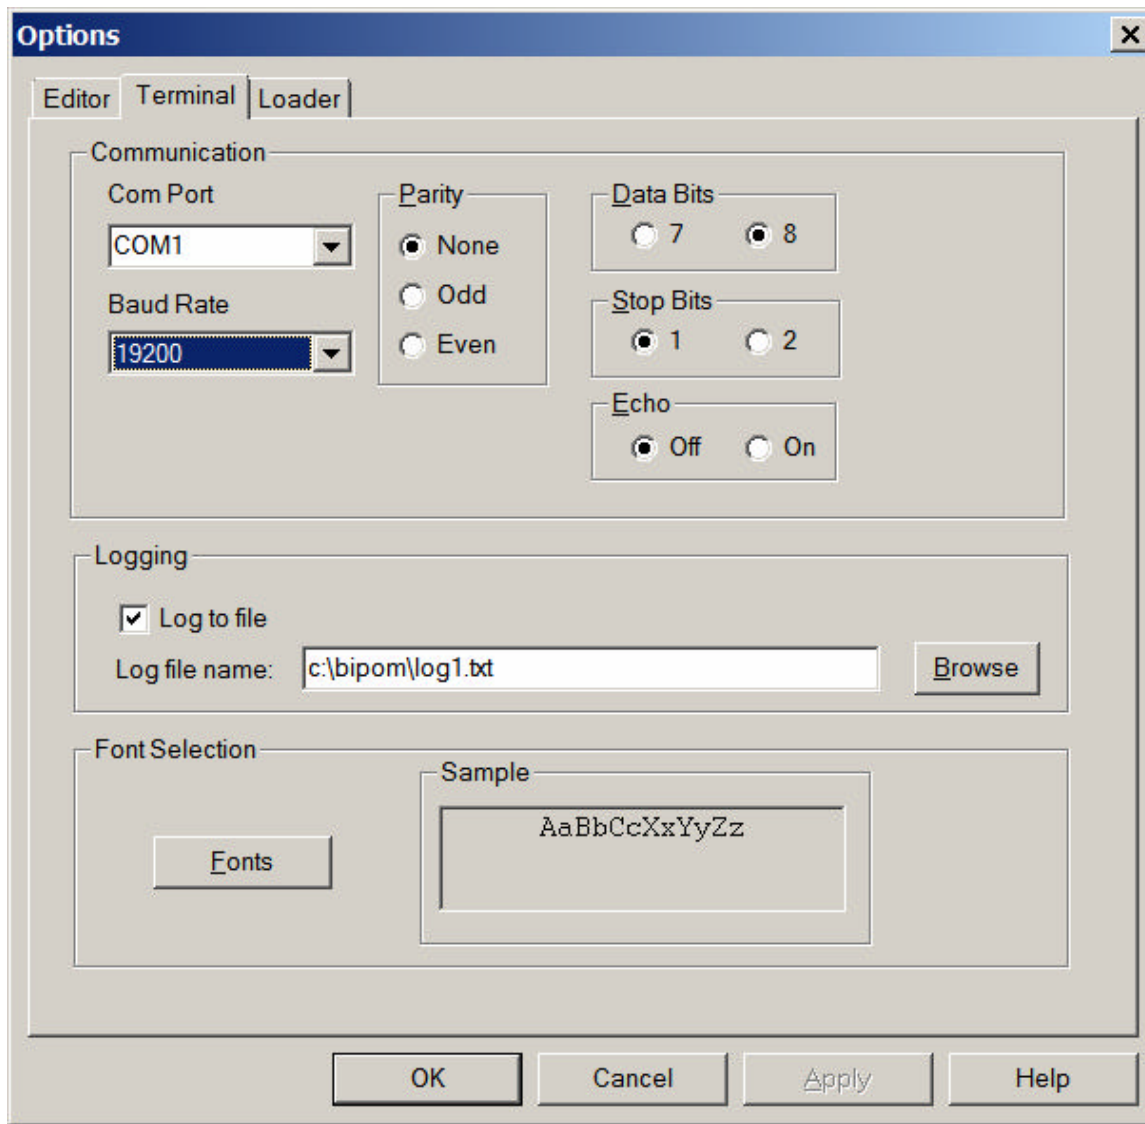 Options
Editor Terminal Loader
Communication
Com Port
COM1
Baud Rate
19200
Parity
None
Odd
Even
Data Bits
7 8
Stop Bits
1 2
Echo
Off On
Logging
Log to file
Log file name: c:\bipom\log1.txt Browse
Font Selection
Fonts
Sample
AaBbCcXxYyZz
OK Cancel Apply Help